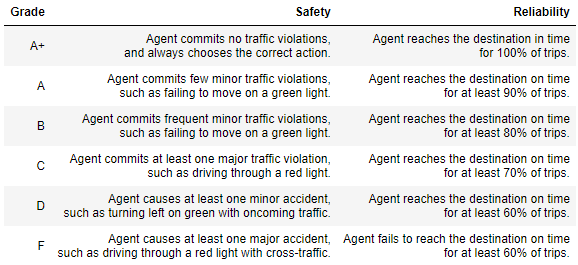 Grade Safety Reliability
A+ Agent commits no traffic violations, and always chooses the correct action. Agent reaches the destination in time for 100% of trips.
A Agent commits few minor traffic violations, such as failing to move on a green light. Agent reaches the destination on time for at least 90% of trips.
B Agent commits frequent minor traffic violations, such as failing to move on a green light. Agent reaches the destination on time for at least 80% of trips.
C Agent commits at least one major traffic violation, such as driving through a red light. Agent reaches the destination on time for at least 70% of trips.
D Agent causes at least one minor accident, such as turning left on green with oncoming traffic. Agent reaches the destination on time for at least 60% of trips.
F Agent causes at least one major accident, such as driving through a red light with cross-traffic. Agent fails to reach the destination on time for at least 60% of trips.